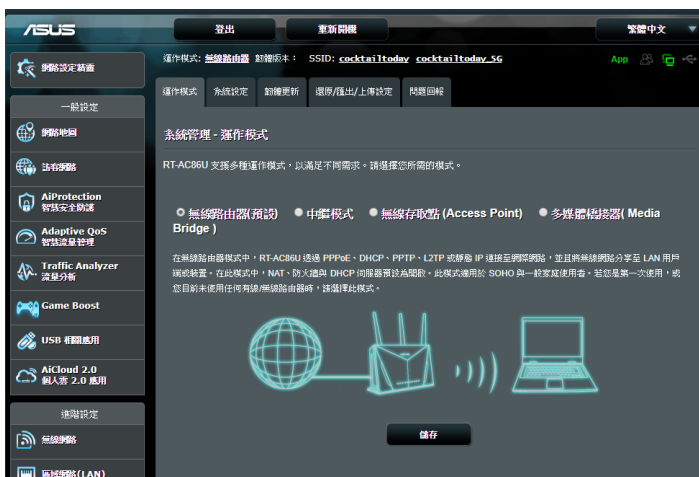 ASUS
登出
重新開機
繁體中文
運作模式: 無線路由器 韌體版本： SSID: cocktailtoday cocktailtoday_5G
App
網路設定精靈
運作模式
系統設定
韌體更新
還原/匯出/上傳設定
問題回報
一般設定
網路地圖
訪客網路
AiProtection
智慧安全防護
Adaptive QoS
智慧流量管理
Traffic Analyzer
流量分析
Game Boost
USB 相關應用
AiCloud 2.0
個人雲 2.0 應用
進階設定
無線網路
區域網路(LAN)
系統管理 - 運作模式
RT-AC86U 支援多種運作模式，以滿足不同需求。請選擇您所需的模式。
無線路由器(預設) 中繼模式 無線存取點 (Access Point) 多媒體橋接器( Media
Bridge )
在無線路由器模式中，RT-AC86U 透過 PPPoE、DHCP、PPTP、L2TP 或靜態 IP 連接至網際網路，並且將無線網路分享至 LAN 用戶
端或裝置。在此模式中，NAT、防火牆與 DHCP 伺服器預設為開啟。此模式適用於 SOHO 與一般家庭使用者。若您是第一次使用，或
您目前未使用任何有線/無線路由器時，請選擇此模式。
儲存